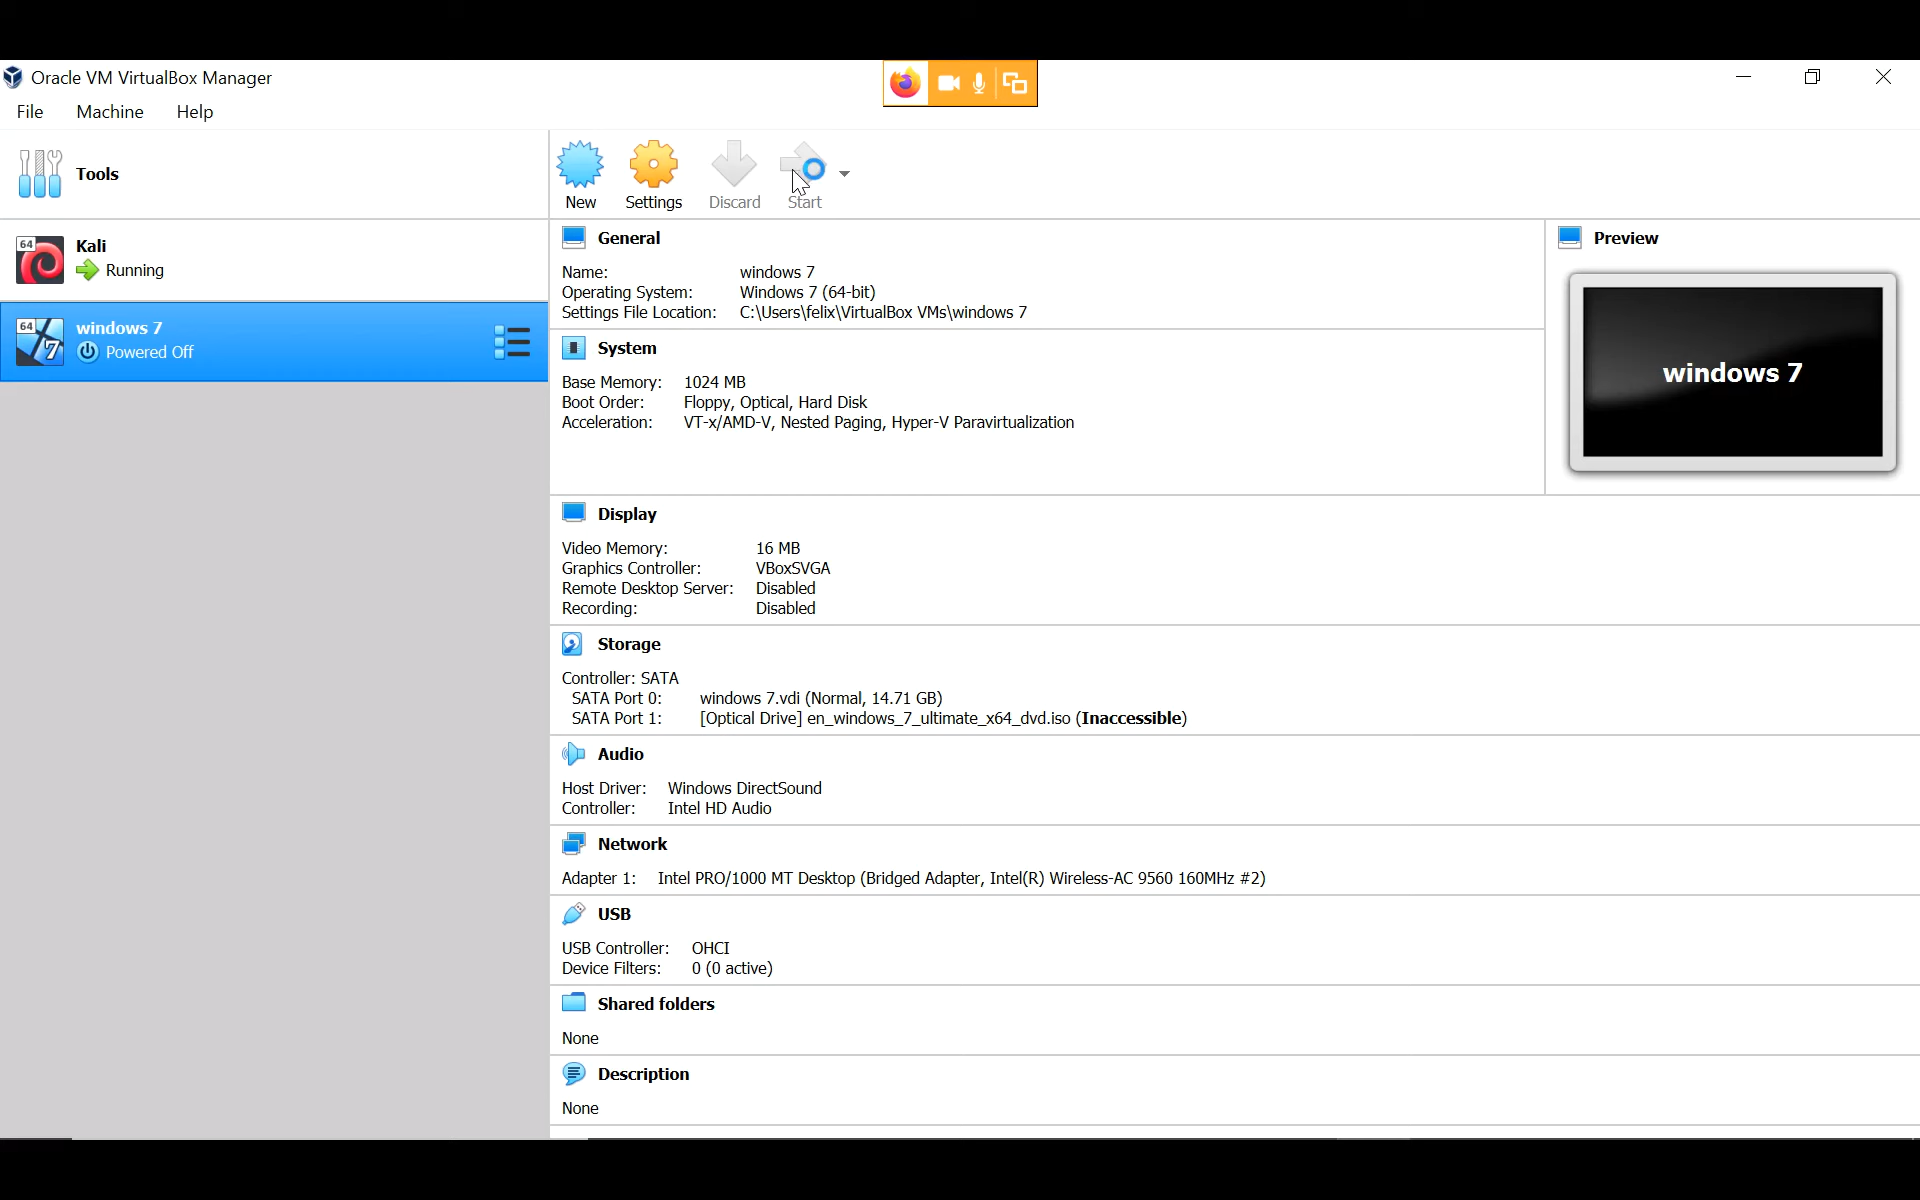 Oracle VM VirtualBox Manager
File Machine Help
Tools
New Settings Discard Start
64 Kali
Running
64 7 windows 7
Powered Off
General
Name: windows 7
Operating System: Windows 7 (64-bit)
Settings File Location: C:\Users\felix\VirtualBox VMs\windows 7
Preview
windows 7
System
Base Memory: 1024 MB
Boot Order: Floppy, Optical, Hard Disk
Acceleration: VT-x/AMD-V, Nested Paging, Hyper-V Paravirtualization
Display
Video Memory: 16 MB
Graphics Controller: VBoxSVGA
Remote Desktop Server: Disabled
Recording: Disabled
Storage
Controller: SATA
SATA Port 0: windows 7.vdi (Normal, 14.71 GB)
SATA Port 1: [Optical Drive] en_windows_7_ultimate_x64_dvd.iso (Inaccessible)
Audio
Host Driver: Windows DirectSound
Controller: Intel HD Audio
Network
Adapter 1: Intel PRO/1000 MT Desktop (Bridged Adapter, Intel(R) Wireless-AC 9560 160MHz #2)
USB
USB Controller: OHCI
Device Filters: 0 (0 active)
Shared folders
None
Description
None